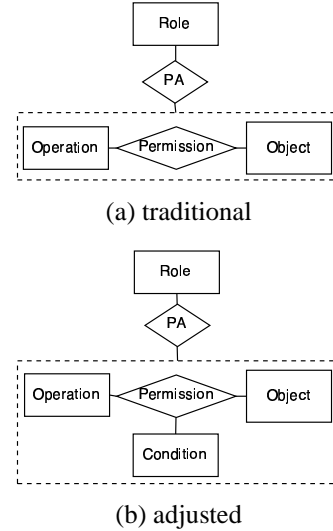 Role
PA
Operation Permission Object
(a) traditional
Role
PA
Operation Permission Object
Condition
(b) adjusted